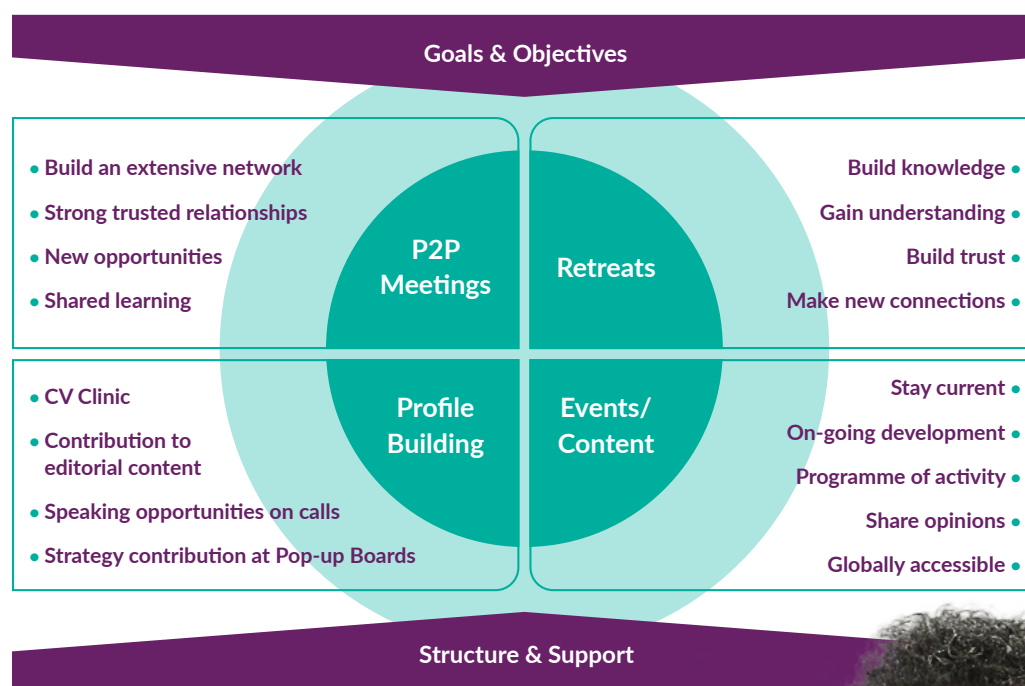 Goals & Objectives
Build an extensive network
Strong trusted relationships
New opportunities
Shared learning
P2P
Meetings
Retreats
Build knowledge
Gain understanding
Build trust
Make new connections
CV Clinic
Contribution to
editorial content
Speaking opportunities on calls
Strategy contribution at Pop-up Boards
Profile
Building
Events/
Content
Stay current
On-going development
Programme of activity
Share opinions
Globally accessible
Structure & Support